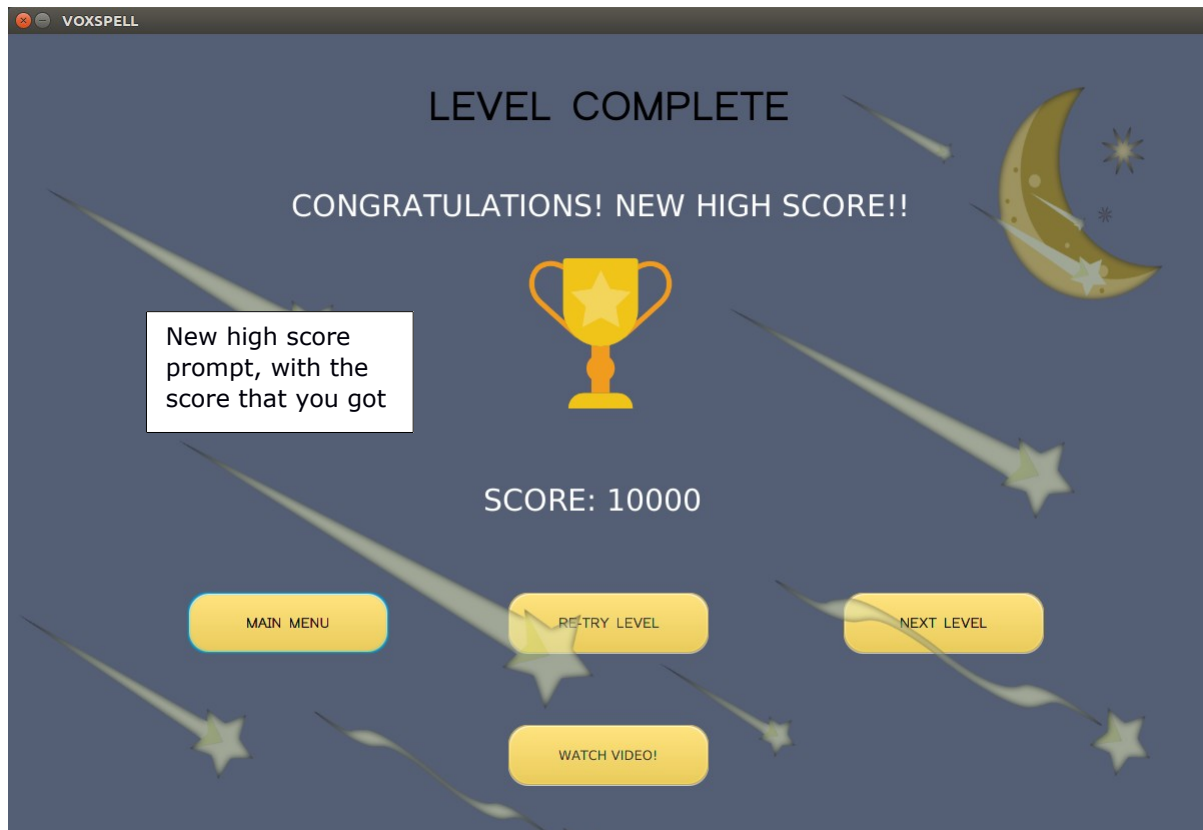 VOXSPELL
LEVEL COMPLETE
CONGRATULATIONS! NEW HIGH SCORE!!
New high score
prompt, with the
score that you got
SCORE: 10000
MAIN MENU
RE-TRY LEVEL
NEXT LEVEL
WATCH VIDEO!